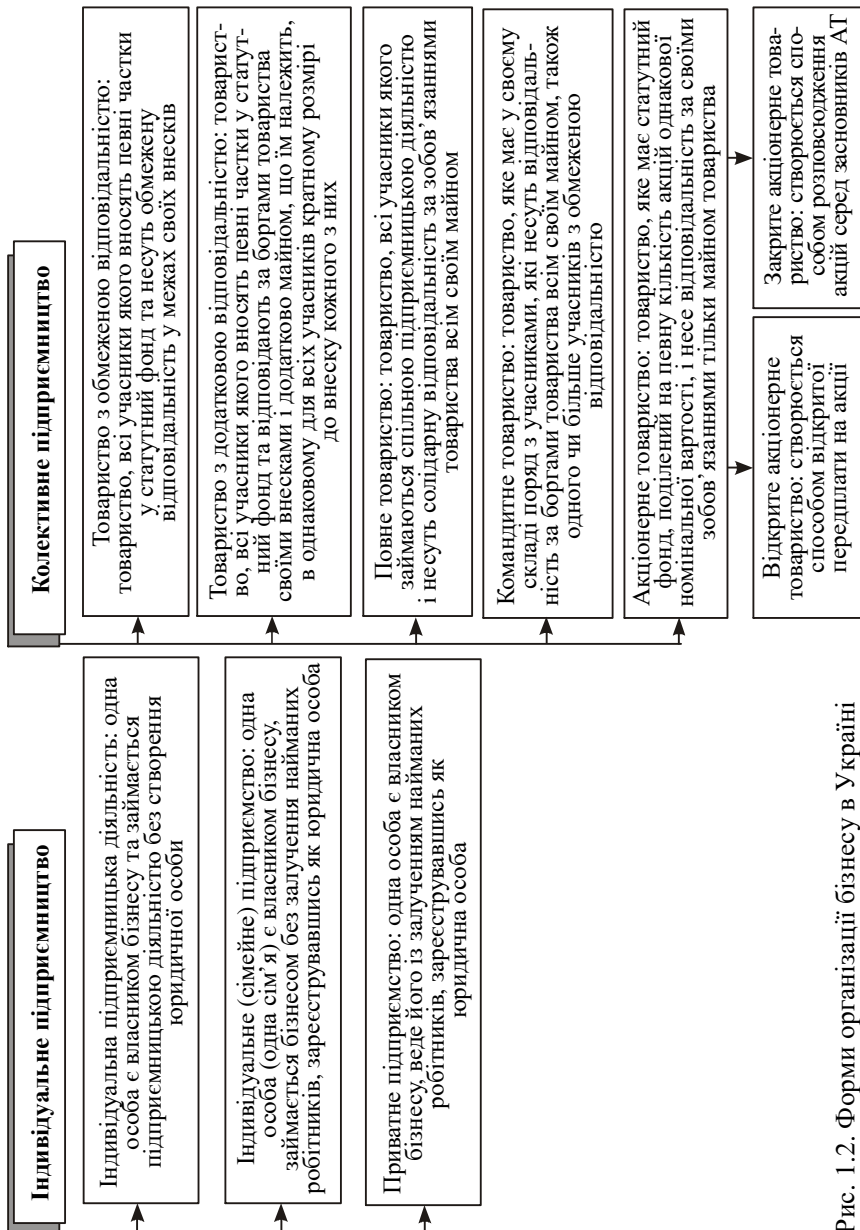 Індивідуальне підприємництво
Індивідуальна підприємницька діяльність: одна
особа є власником бізнесу та займається
підприємницькою діяльністю без створення
юридичної особи
Індивідуальне (сімейне) підприємство: одна
особа (одна сім’я) є власником бізнесу,
займається бізнесом без залучення найманих
робітників, зареєструвавшись як юридична особа
Приватне підприємство: одна особа є власником
бізнесу, веде його із залученням найманих
робітників, зареєструвавшись як
юридична особа
Колективне підприємництво
Товариство з обмеженою відповідальністю:
товариство, всі учасники якого вносять певні частки
у статутний фонд та несуть обмежену
відповідальність у межах своїх внесків
Товариство з додатковою відповідальністю: товарист-
во, всі учасники якого вносять певні частки у статут-
ний фонд та відповідають за боргами товариства
своїми внесками і додатково майном, що їм належить,
в однаковому для всіх учасників кратному розмірі
до внеску кожного з них
Повне товариство: товариство, всі учасники якого
займаються спільною підприємницькою діяльністю
і несуть солідарну відповідальність за зобов’язаннями
товариства всім своїм майном
Командитне товариство: товариство, яке має у своєму
складі поряд з учасниками, які несуть відповідаль-
ність за боргами товариства всім своїм майном, також
одного чи більше учасників з обмеженою
відповідальністю
Акціонерне товариство: товариство, яке має статутний
фонд, поділений на певну кількість акцій однакової
номінальної вартості, і несе відповідальність за своїми
зобов’язаннями тільки майном товариства
Відкрите акціонерне
товариство: створюється
способом відкритої
передплати на акції
Закрите акціонерне това-
риство: створюється спо-
собом розповсюдження
акцій серед засновників АТ
Рис. 1.2. Форми організації бізнесу в Україні